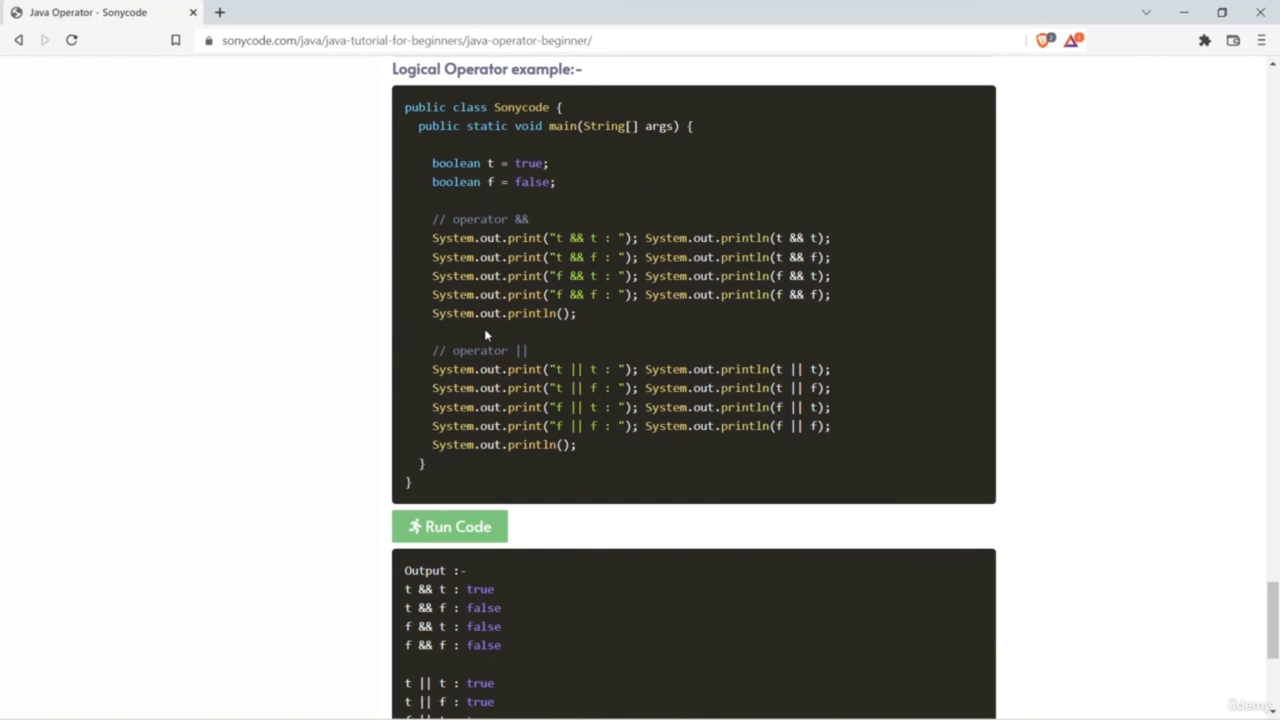 Java Operator - Sonycode
sonycode.com/java/java-tutorial-for-beginners/java-operator-beginner/
Logical Operator example:-
public class Sonycode {
public static void main(String[] args) {
boolean t = true;
boolean f = false;
// operator &&
System.out.print("t && t : "); System.out.println(t && t);
System.out.print("t && f : "); System.out.println(t && f);
System.out.print("f && t : "); System.out.println(f && t);
System.out.print("f && f : "); System.out.println(f && f);
System.out.println();
// operator ||
System.out.print("t || t : "); System.out.println(t || t);
System.out.print("t || f : "); System.out.println(t || f);
System.out.print("f || t : "); System.out.println(f || t);
System.out.print("f || f : "); System.out.println(f || f);
System.out.println();
}
}
Run Code
Output :-
t && t : true
t && f : false
f && t : false
f && f : false
t || t : true
t || f : true
Udemy